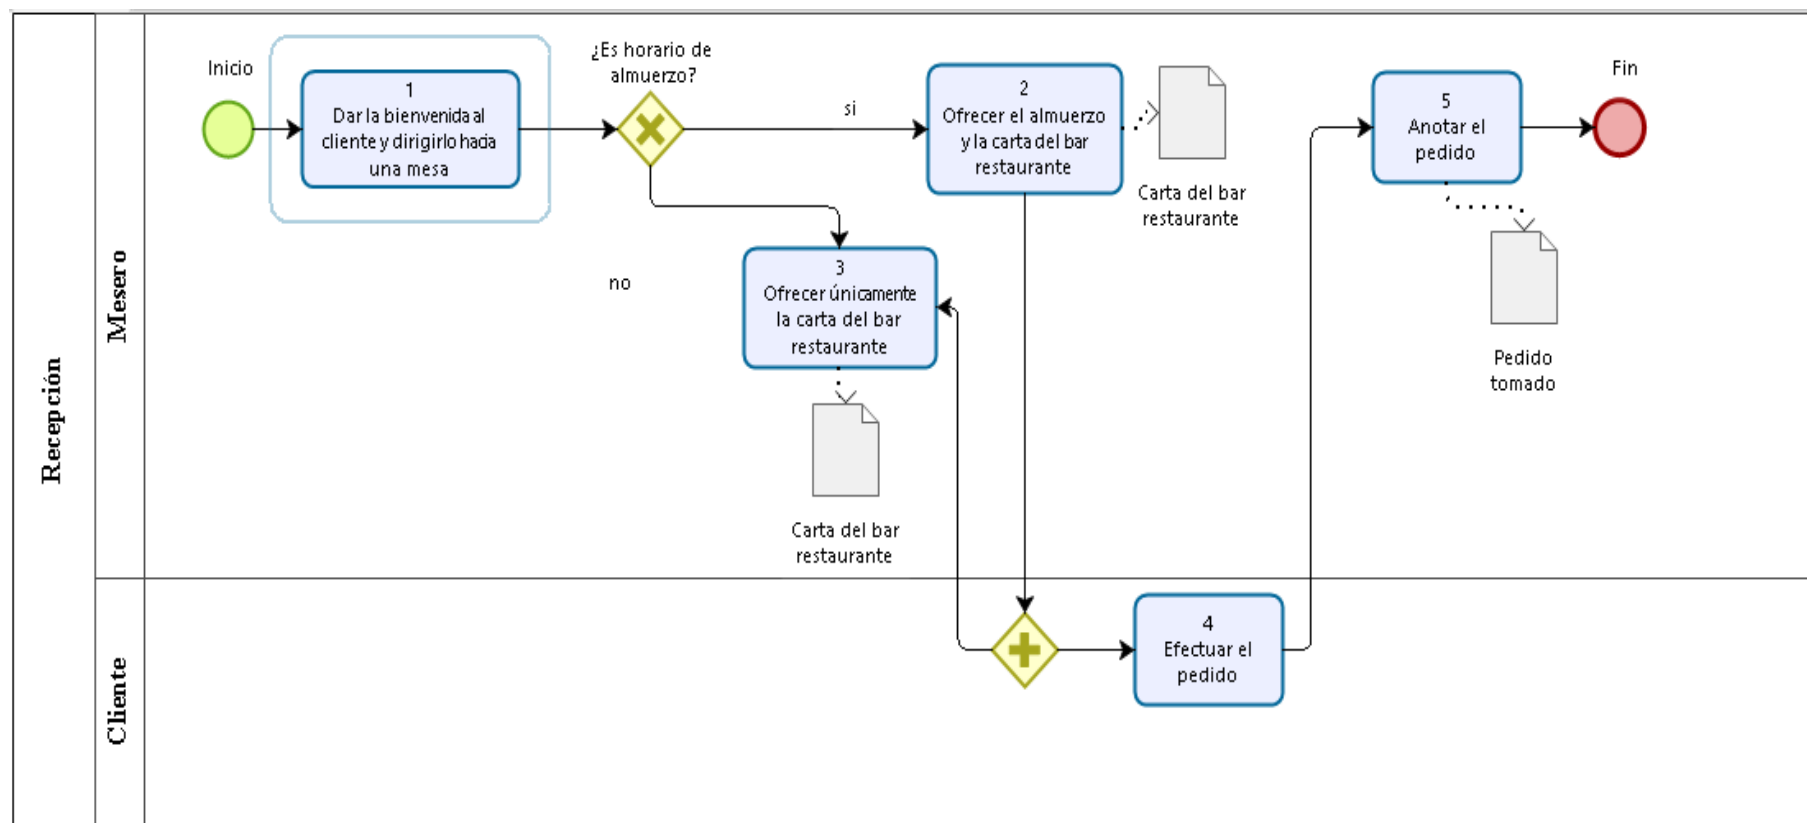 Recepción
Mesero
Inicio
1
Dar la bienvenida al
cliente y dirigirlo hacia
una mesa
¿Es horario de
almuerzo?
si
no
2
Ofrecer el almuerzo
y la carta del bar
restaurante
Carta del bar
restaurante
3
Ofrecer únicamente
la carta del bar
restaurante
Carta del bar
restaurante
5
Anotar el
pedido
Fin
Pedido
tomado
Cliente
4
Efectuar el
pedido